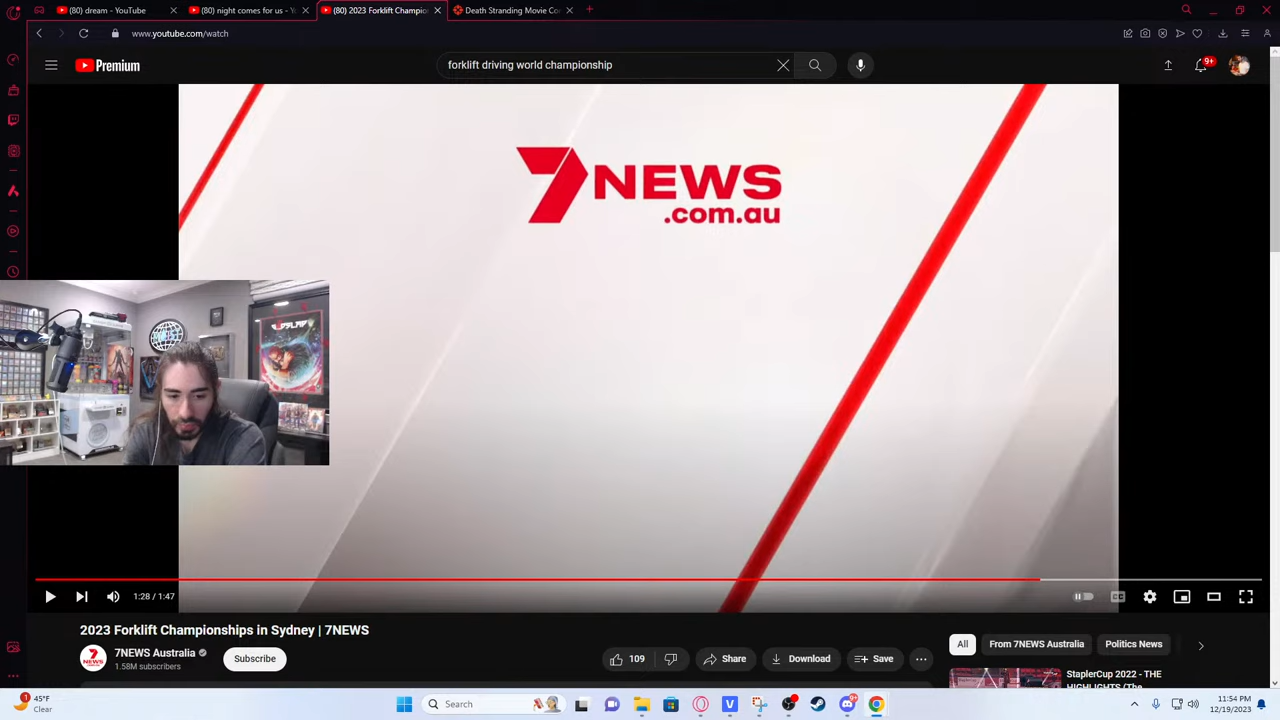 (80) dream - YouTube
(80) night comes for us - Yo
(80) 2023 Forklift Champio
Death Stranding Movie Co
www.youtube.com/watch
Premium
forklift driving world championship
9+
7NEWS
.com.au
1:28 / 1:47
2023 Forklift Championships in Sydney | 7NEWS
7NEWS Australia
1.58M subscribers
Subscribe
109
Share
Download
Save
All
From 7NEWS Australia
Politics News
StaplerCup 2022 - THE
HIGHLIGHTS (The
45°F
Clear
Search
11:54 PM
12/19/2023